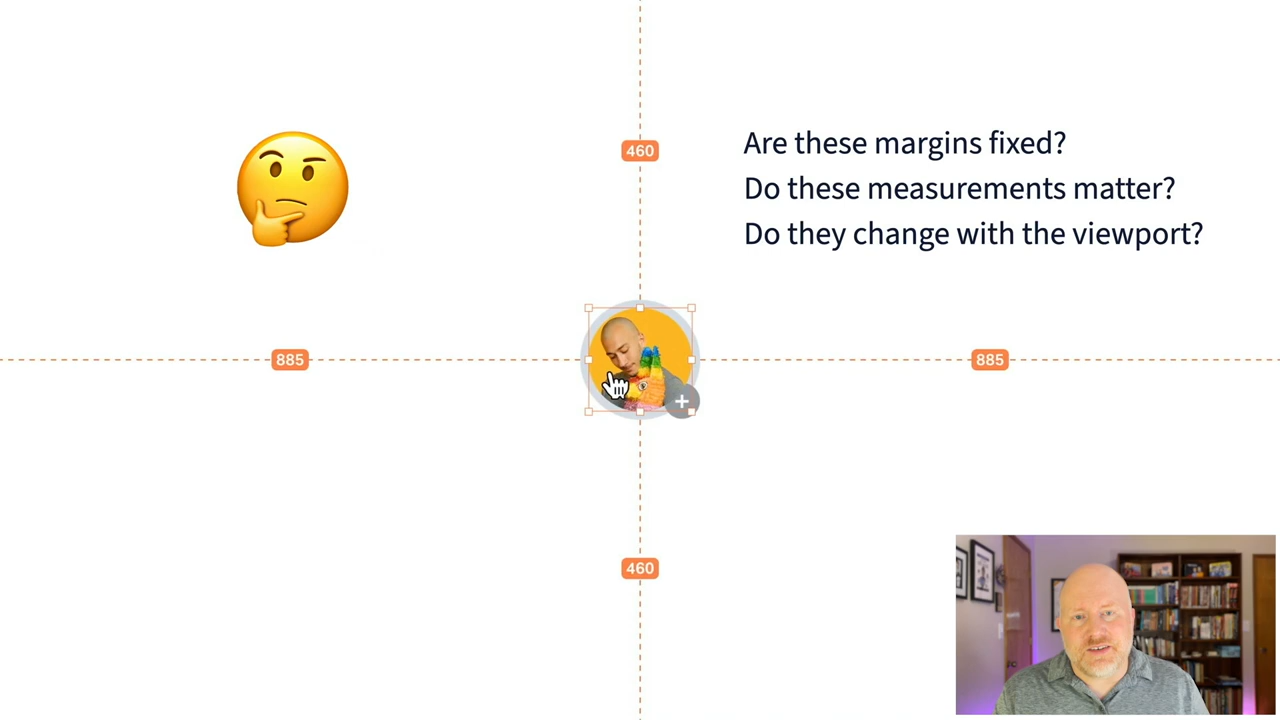 460
Are these margins fixed?
Do these measurements matter?
Do they change with the viewport?
885
885
+
460